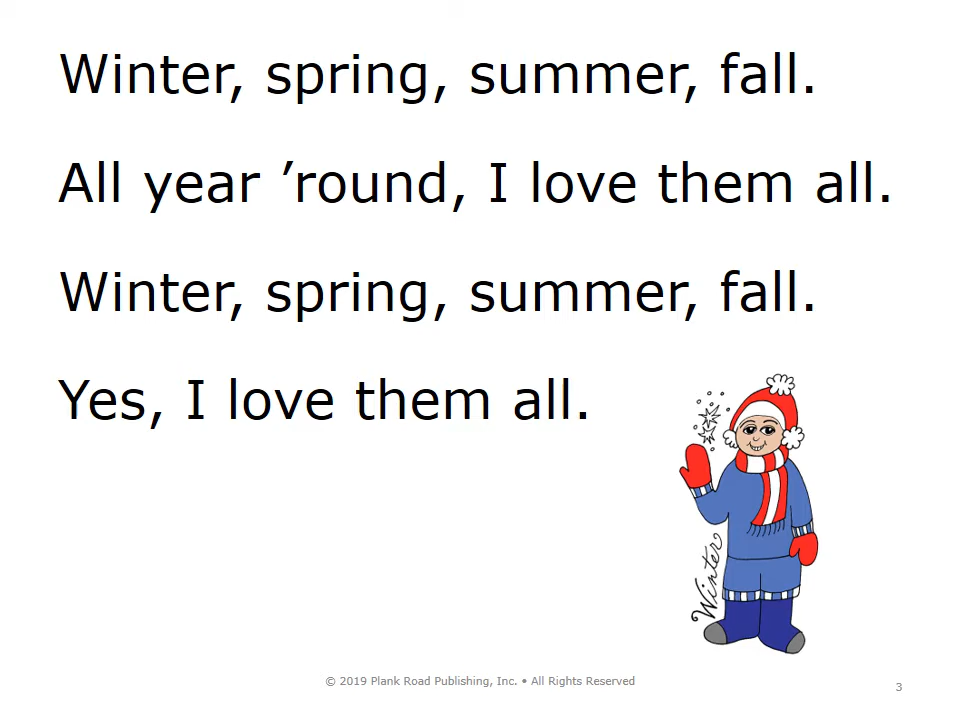 Winter, spring, summer, fall.
All year ’round, I love them all.
Winter, spring, summer, fall.
Yes, I love them all.
Winter
© 2019 Plank Road Publishing, Inc. • All Rights Reserved
3